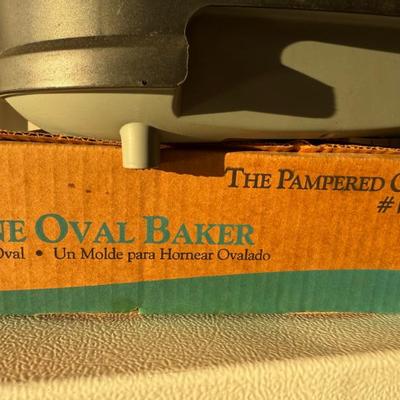 THE PAMPERED C
#
NE OVAL BAKER
Oval • Un Molde para Hornear Ovalado